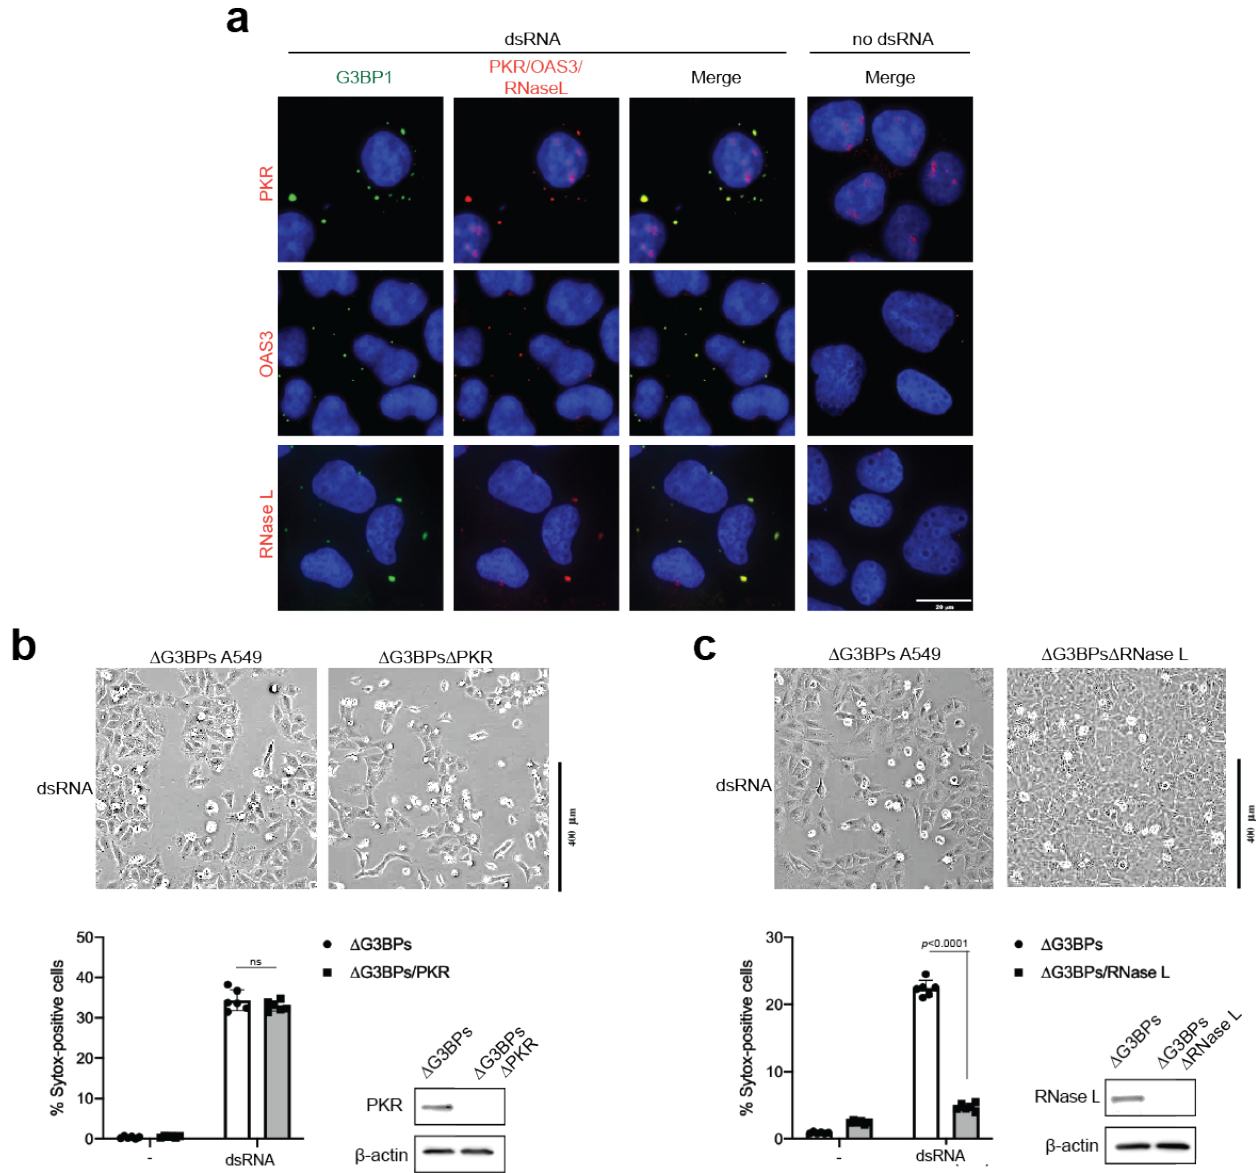 a
dsRNA
no dsRNA
G3BP1
PKR/OAS3/
RNaseL
Merge
Merge
PKR
OAS3
RNase L
20 µm
b
ΔG3BPs A549
ΔG3BPsΔPKR
dsRNA
400 µm
% Sytox-positive cells
50
40
30
20
10
0
ns
-
dsRNA
ΔG3BPs
ΔG3BPs/PKR
ΔG3BPs
ΔG3BPs
ΔPKR
PKR
β-actin
c
ΔG3BPs A549
ΔG3BPsΔRNase L
dsRNA
400 µm
% Sytox-positive cells
30
20
10
0
p<0.0001
-
dsRNA
ΔG3BPs
ΔG3BPs/RNase L
ΔG3BPs
ΔG3BPs
ΔRNase L
RNase L
β-actin